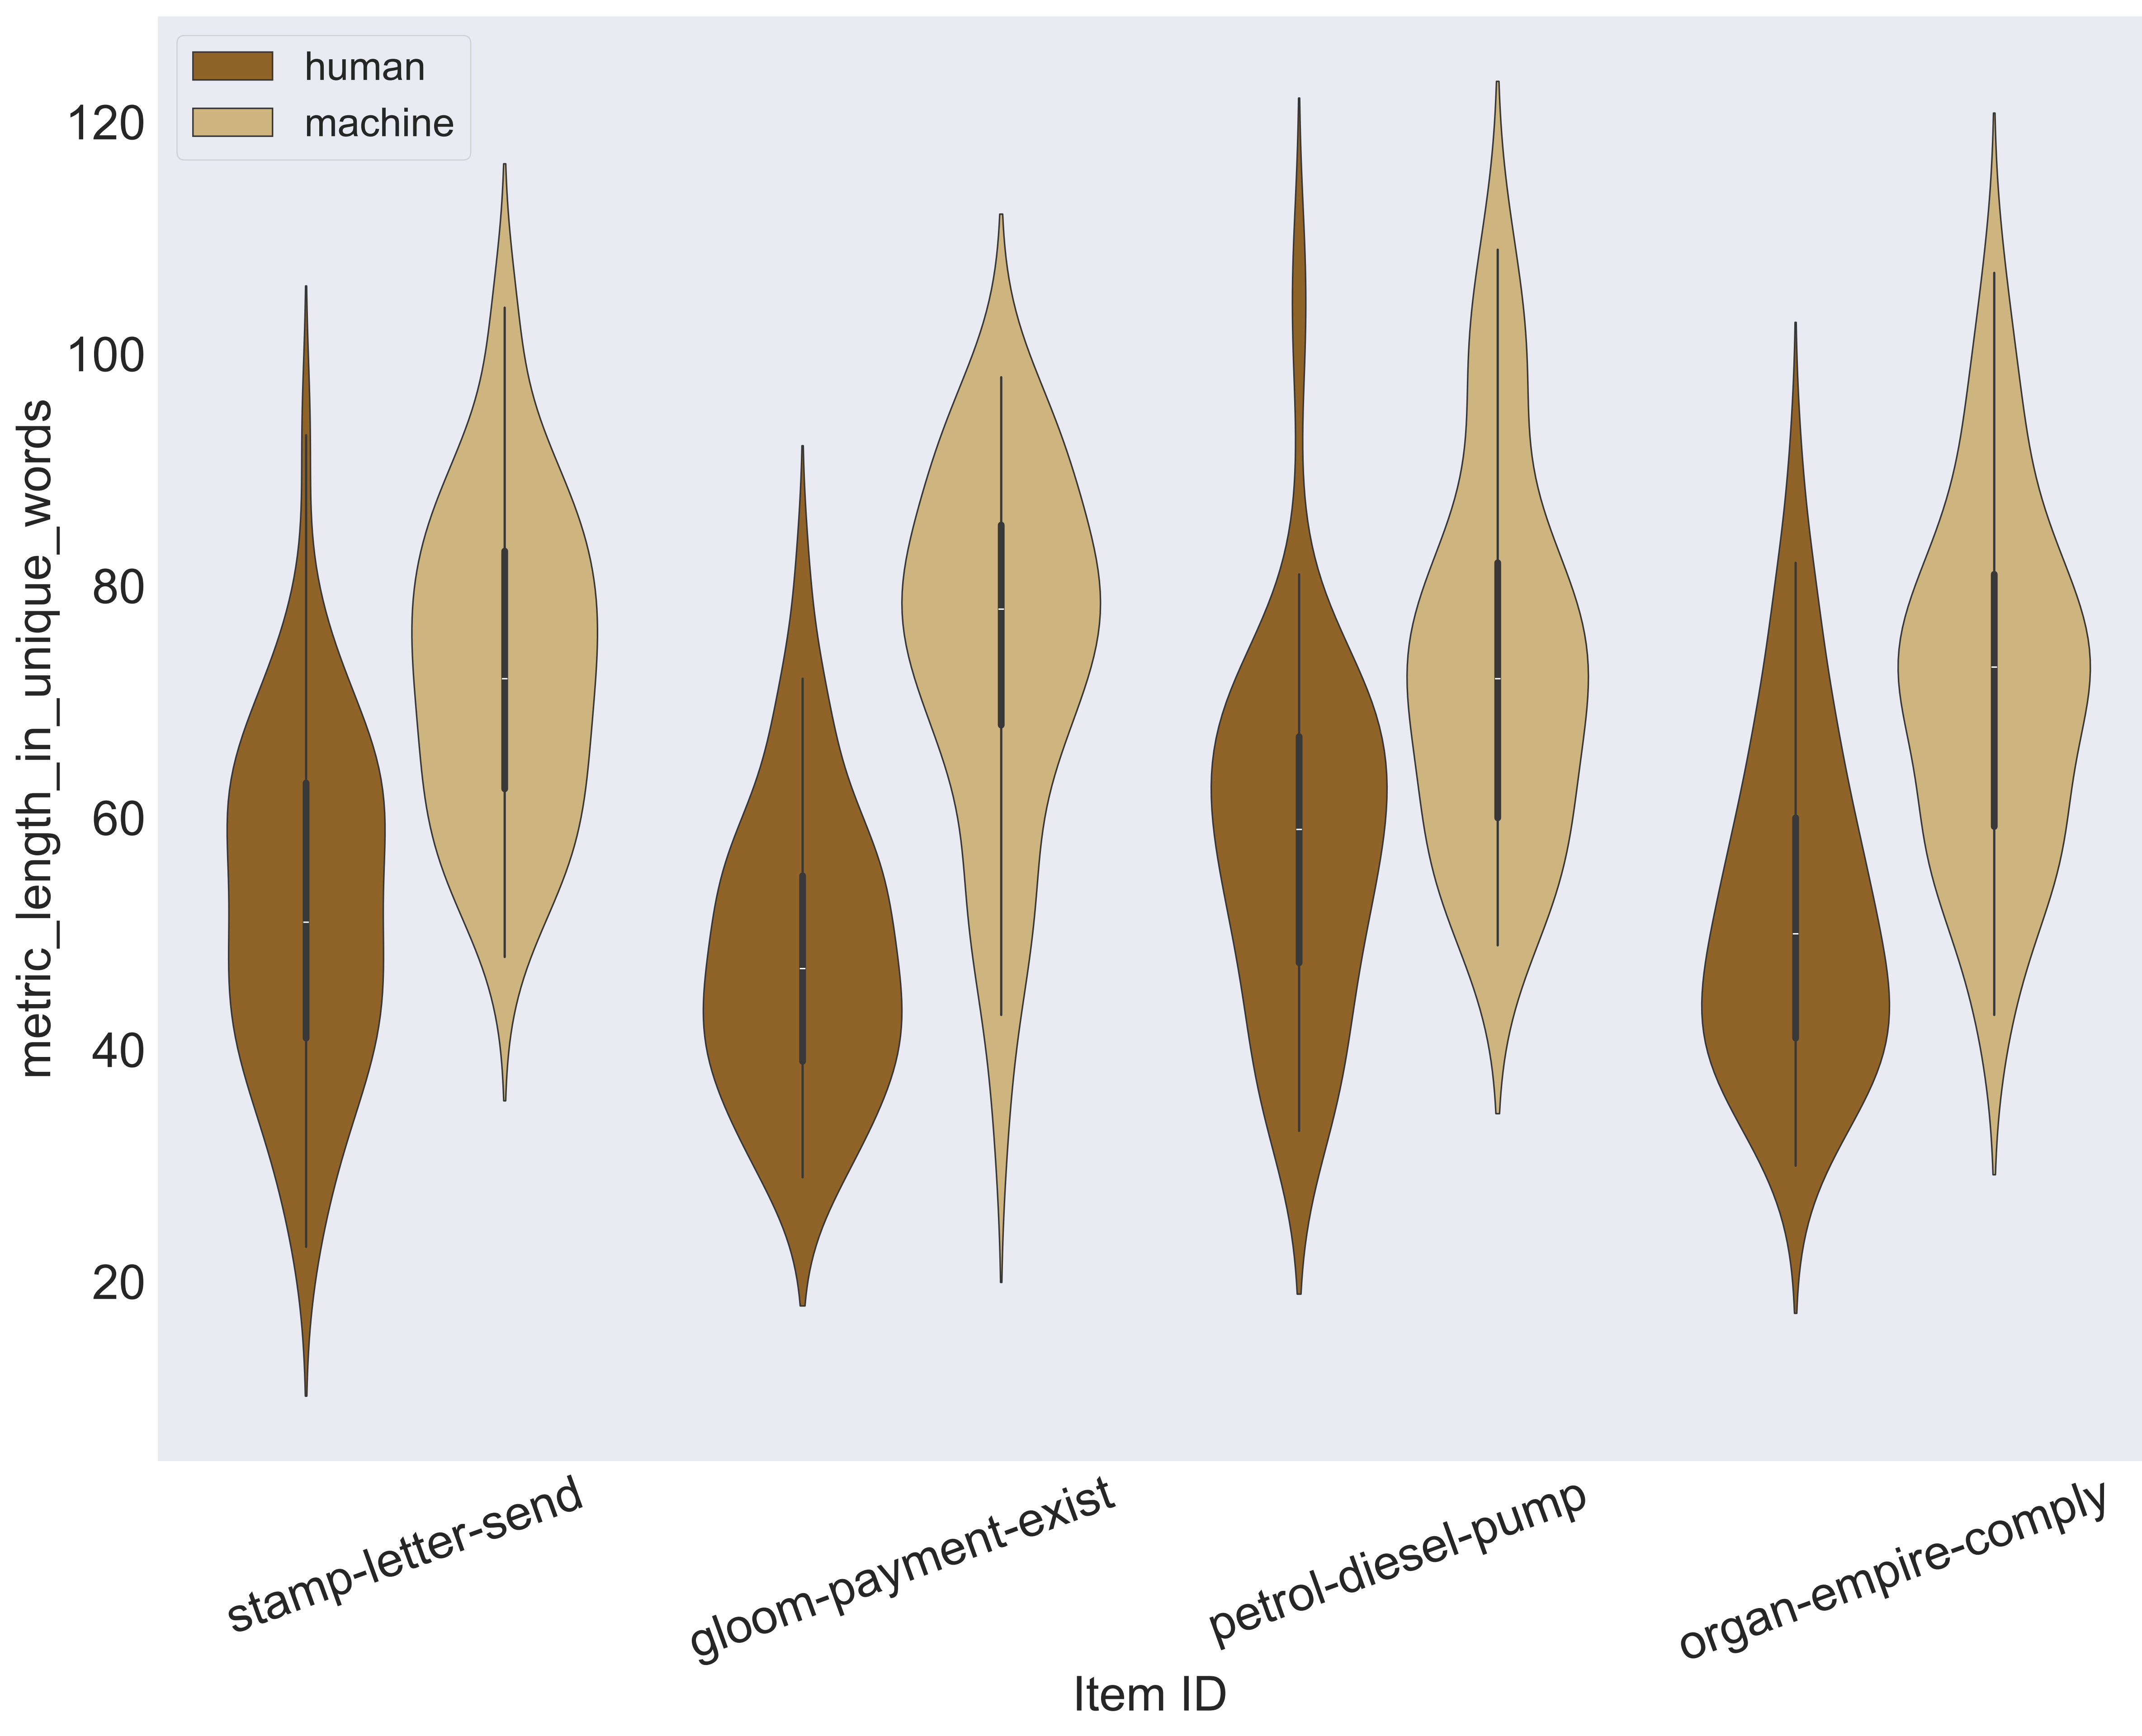 human
machine
120
100
80
60
40
20
metric_length_in_unique_words
stamp-letter-send
gloom-payment-exist
petrol-diesel-pump
organ-empire-comply
Item ID